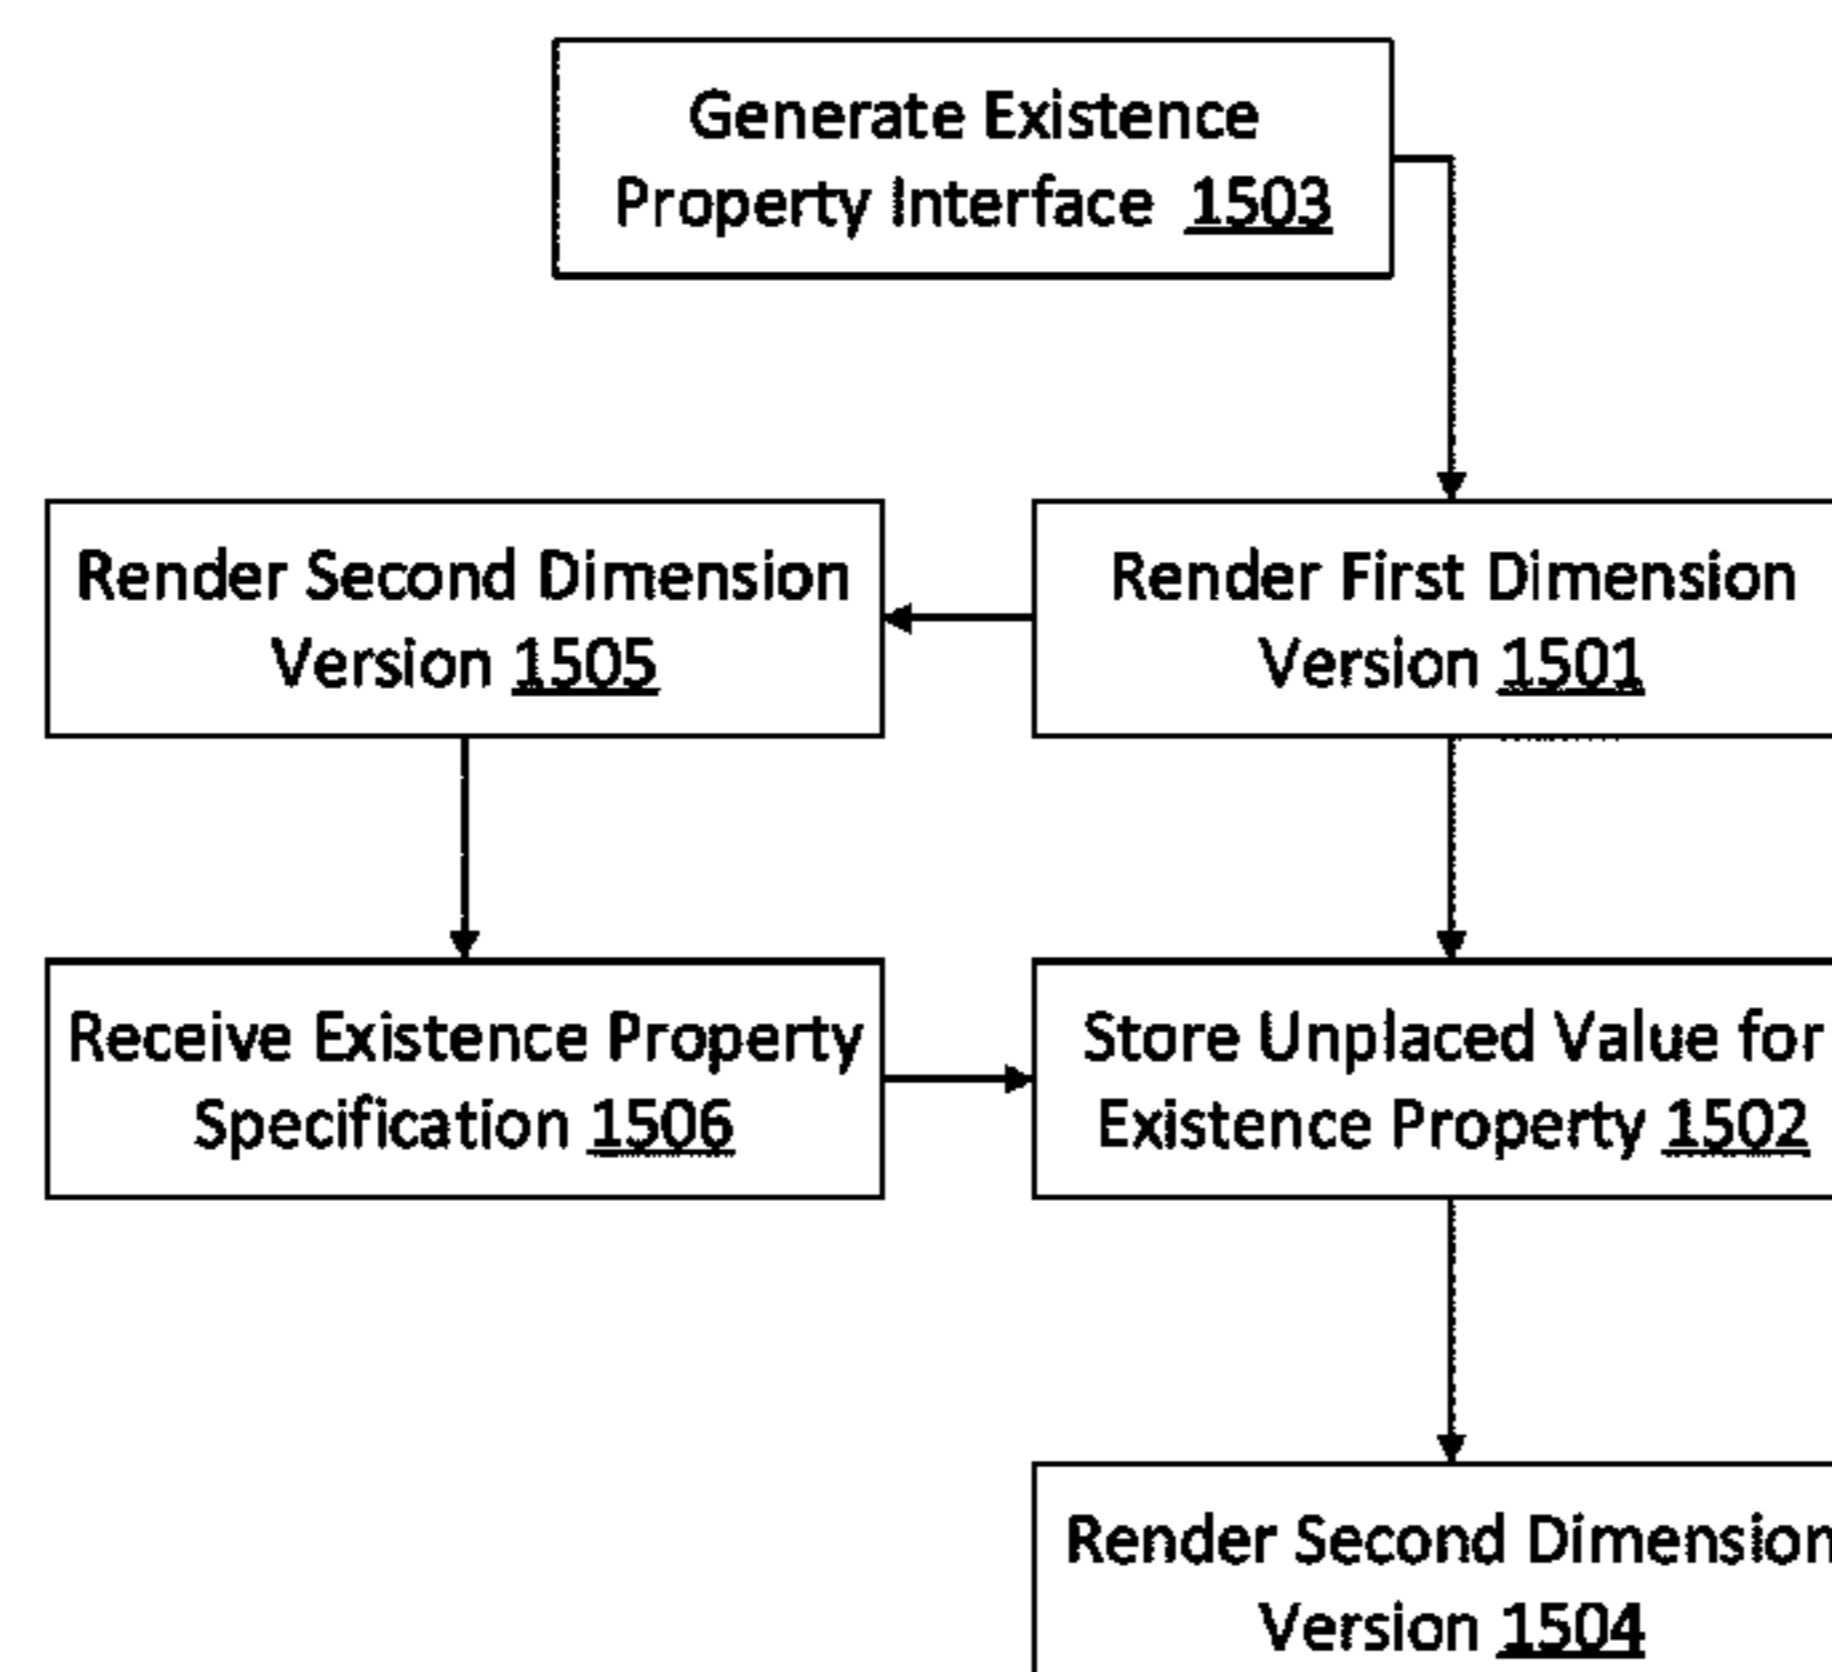 Generate Existence
Property Interface 1503
Render Second Dimension
Version 1505
Render First Dimension
Version 1501
Receive Existence Property
Specification 1506
Store Unplaced Value for
Existence Property 1502
Render Second Dimension
Version 1504